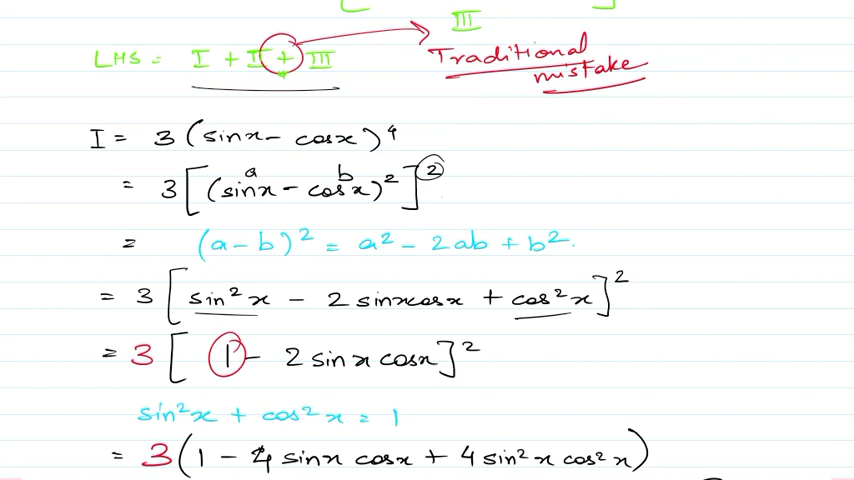 III
LHS = I + II + III
Traditional
mistake
I = 3 (sinx - cosx)⁴
= 3 [(sinx - cosx)²]²
a b
= (a - b)² = a² - 2ab + b².
= 3 [sin²x - 2 sinxcosx + cos²x]²
= 3 [1 - 2 sinx cosx]²
sin²x + cos²x = 1
= 3 (1 - 4 sinx cosx + 4 sin²x cos²x)